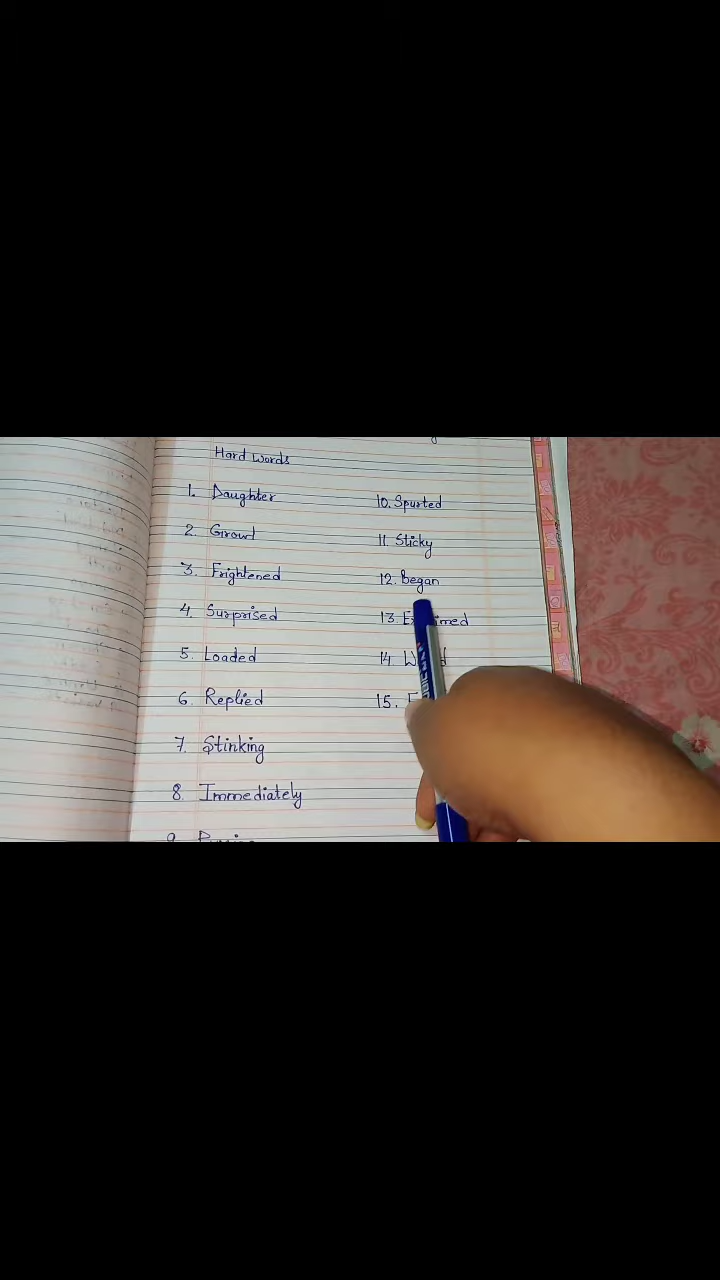 Hard Words
1. Daughter
2. Growl
3. Frightened
4. Surprised
5. Loaded
6. Replied
7. Stinking
8. Immediately
9.
10. Spurted
11. Sticky
12. Began
13.
14.
15.